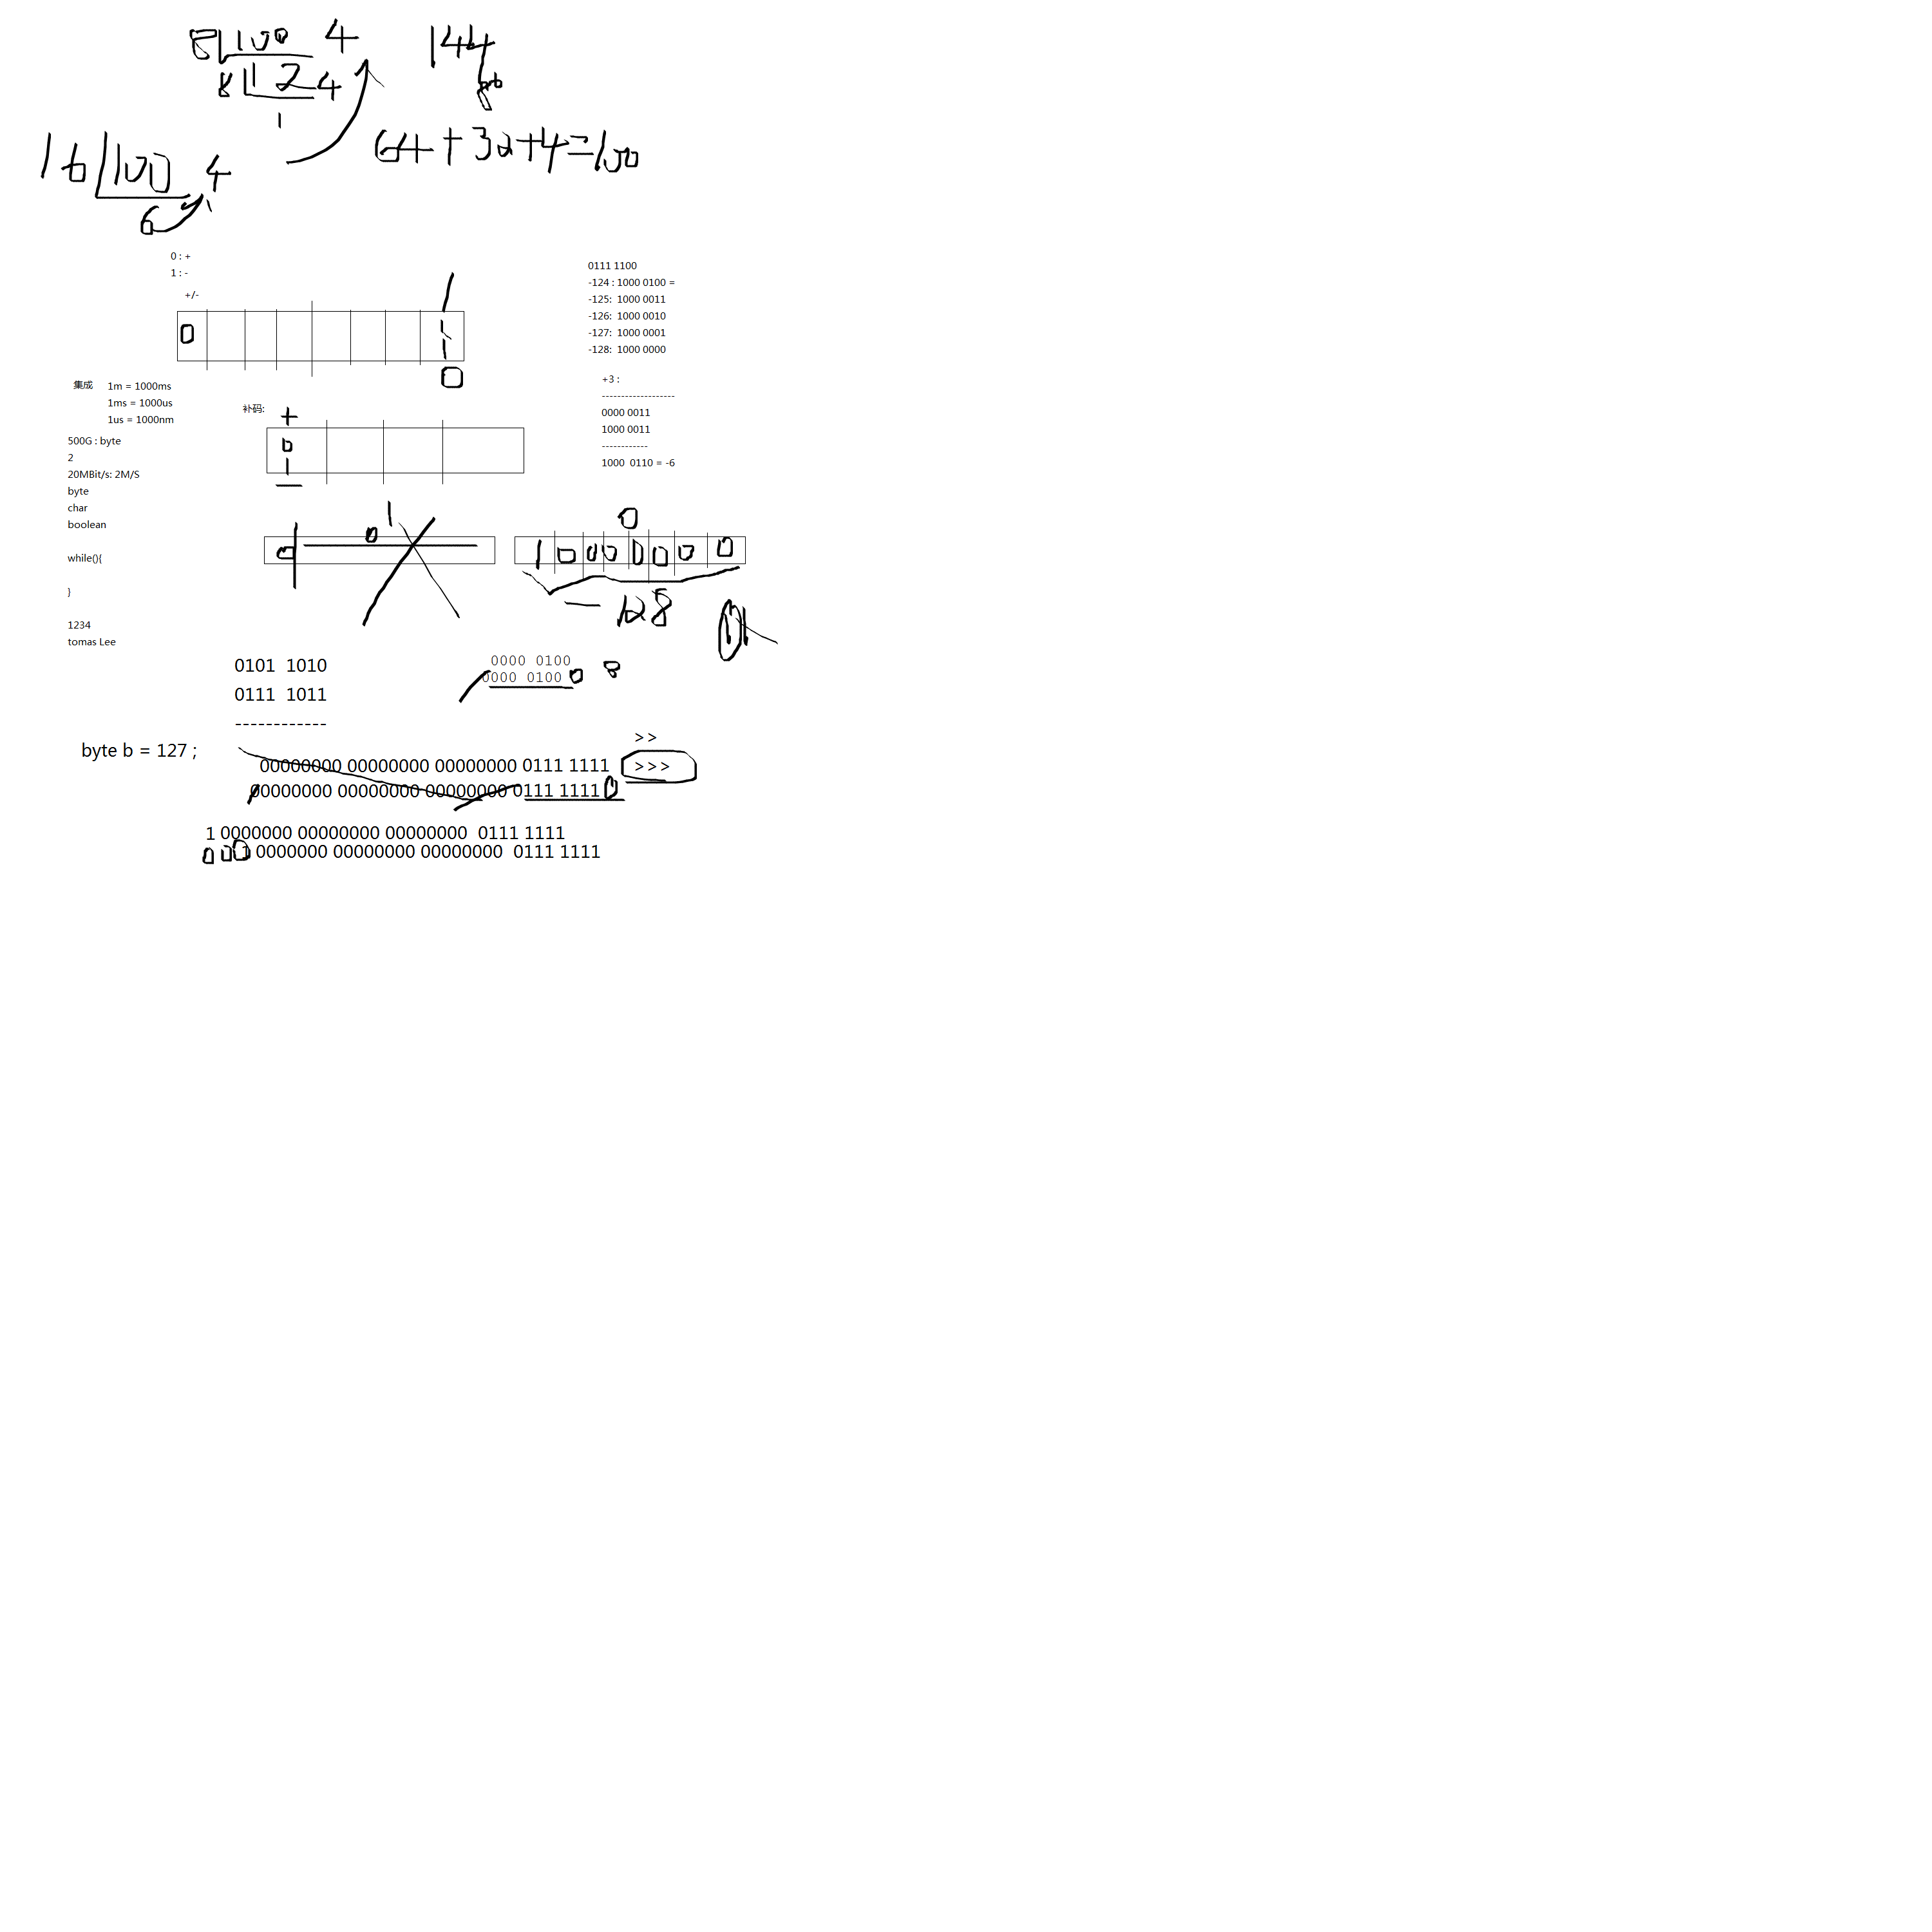 8 100 4
8 12 4
1
144
64+32+4=100
16 100 4
6
0 : +
1 : -
+/-
0
1
0
0111 1100
-124 : 1000 0100 =
-125: 1000 0011
-126: 1000 0010
-127: 1000 0001
-128: 1000 0000
+3 :
-------------------
0000 0011
1000 0011
------------
1000 0110 = -6
集成
1m = 1000ms
1ms = 1000us
1us = 1000nm
补码:
+
0
1
500G : byte
2
20MBit/s: 2M/S
byte
char
boolean
while(){
}
1234
tomas Lee
0 1
0
0
1 0 0 0 0 0 0 0
-128
0101 1010
0111 1011
------------
0000 0100
0000 0100 0 8
byte b = 127 ;
>>
00000000 00000000 00000000 0111 1111 >>>
00000000 00000000 00000000 0111 1111 0
1 0000000 00000000 00000000 0111 1111
000 1 0000000 00000000 00000000 0111 1111